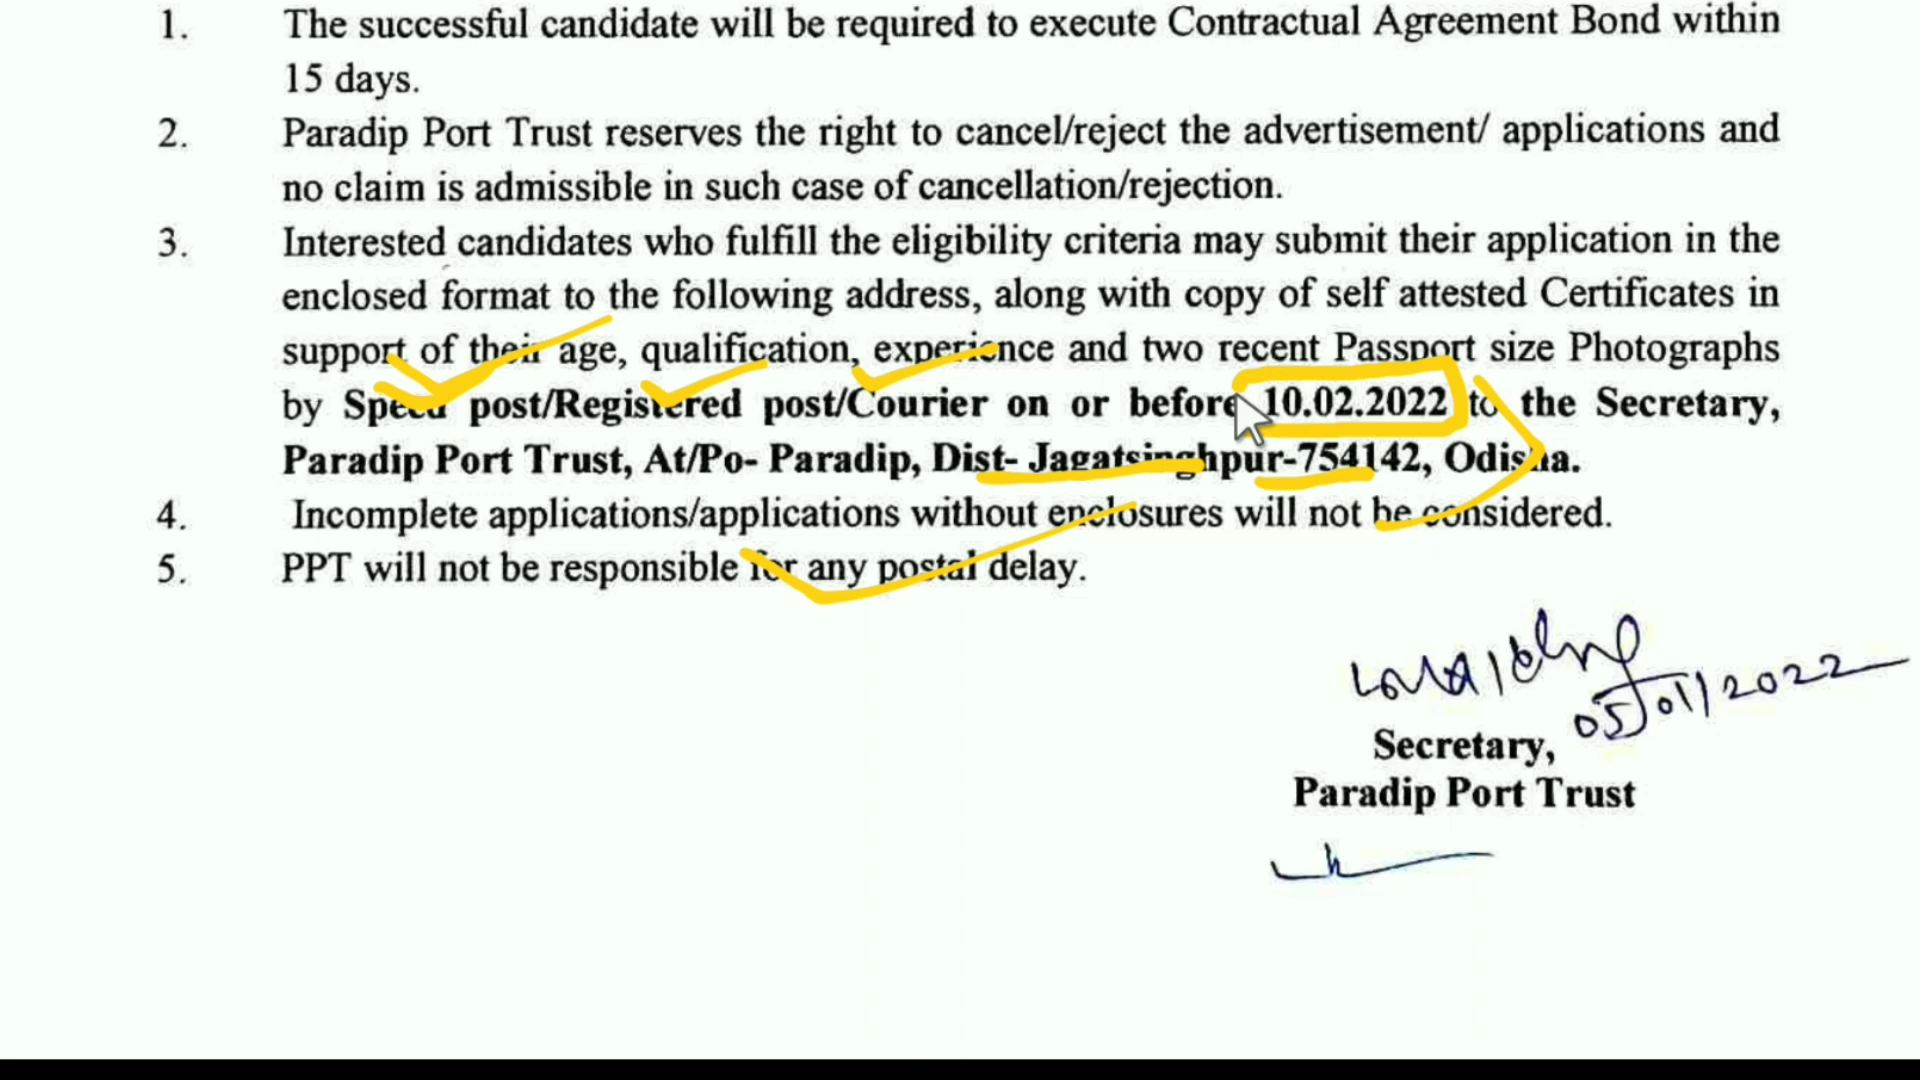 1. The successful candidate will be required to execute Contractual Agreement Bond within
15 days.
2. Paradip Port Trust reserves the right to cancel/reject the advertisement/ applications and
no claim is admissible in such case of cancellation/rejection.
3. Interested candidates who fulfill the eligibility criteria may submit their application in the
enclosed format to the following address, along with copy of self attested Certificates in
support of their age, qualification, experience and two recent Passport size Photographs
by Speed post/Registered post/Courier on or before 10.02.2022 to the Secretary,
Paradip Port Trust, At/Po- Paradip, Dist- Jagatsinghpur-754142, Odisha.
4. Incomplete applications/applications without enclosures will not be considered.
5. PPT will not be responsible for any postal delay.
05/01/2022
Secretary,
Paradip Port Trust